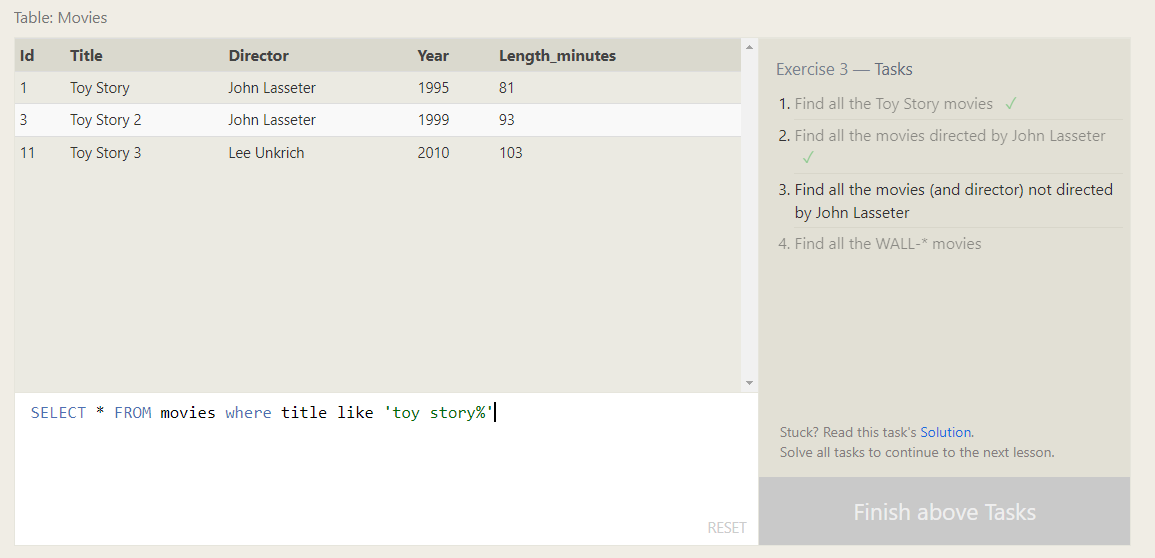 Table: Movies
Id Title Director Year Length_minutes
1 Toy Story John Lasseter 1995 81
3 Toy Story 2 John Lasseter 1999 93
11 Toy Story 3 Lee Unkrich 2010 103
SELECT * FROM movies where title like 'toy story%'
RESET
Exercise 3 — Tasks
1. Find all the Toy Story movies ✓
2. Find all the movies directed by John Lasseter
✓
3. Find all the movies (and director) not directed
by John Lasseter
4. Find all the WALL-* movies
Stuck? Read this task's Solution.
Solve all tasks to continue to the next lesson.
Finish above Tasks